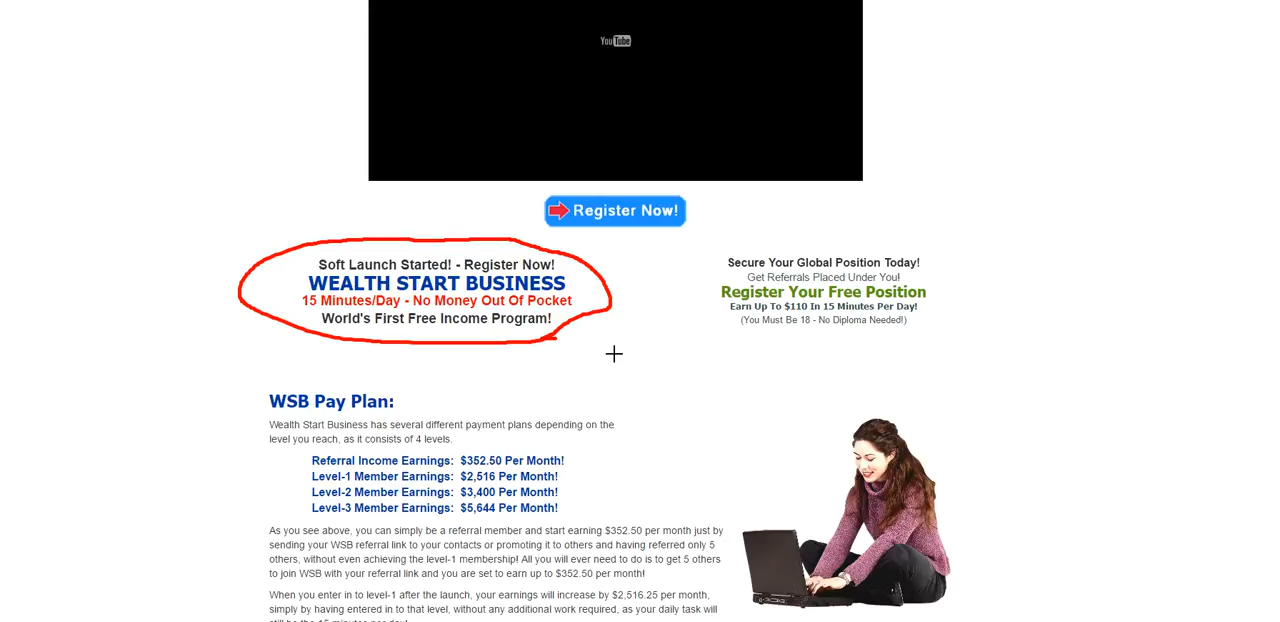 YouTube
Register Now!
Soft Launch Started! - Register Now!
WEALTH START BUSINESS
15 Minutes/Day - No Money Out Of Pocket
World's First Free Income Program!
Secure Your Global Position Today!
Get Referrals Placed Under You!
Register Your Free Position
Earn Up To $110 In 15 Minutes Per Day!
(You Must Be 18 - No Diploma Needed!)
WSB Pay Plan:
Wealth Start Business has several different payment plans depending on the
level you reach, as it consists of 4 levels.
Referral Income Earnings: $352.50 Per Month!
Level-1 Member Earnings: $2,516 Per Month!
Level-2 Member Earnings: $3,400 Per Month!
Level-3 Member Earnings: $5,644 Per Month!
As you see above, you can simply be a referral member and start earning $352.50 per month just by
sending your WSB referral link to your contacts or promoting it to others and having referred only 5
others, without even achieving the level-1 membership! All you will ever need to do is to get 5 others
to join WSB with your referral link and you are set to earn up to $352.50 per month!
When you enter in to level-1 after the launch, your earnings will increase by $2,516.25 per month,
simply by having entered in to that level, without any additional work required, as your daily task will
still be the 15 minutes per day!